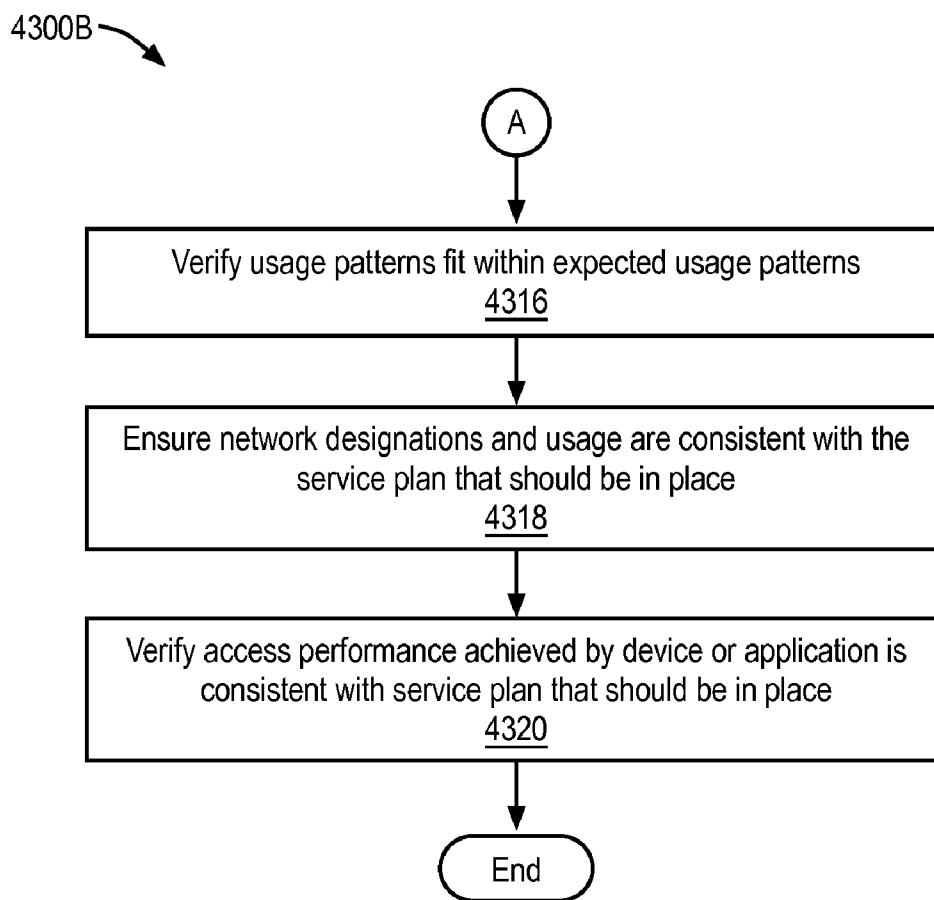 4300B
A
Verify usage patterns fit within expected usage patterns
4316
Ensure network designations and usage are consistent with the
service plan that should be in place
4318
Verify access performance achieved by device or application is
consistent with service plan that should be in place
4320
End